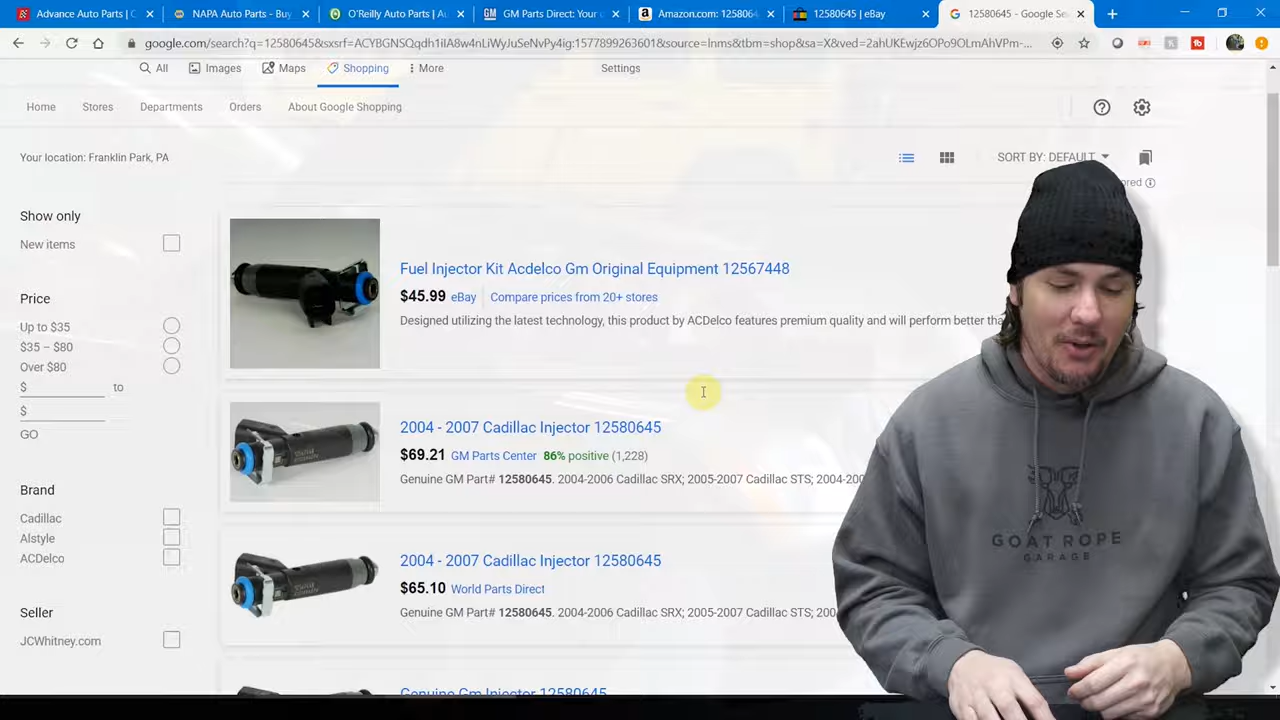 Advance Auto Parts | C
NAPA Auto Parts - Buy
O'Reilly Auto Parts | Au
GM Parts Direct: Your o
Amazon.com: 1258064
12580645 | eBay
12580645 - Google Se
google.com/search?q=12580645&sxsrf=ACYBGNSQqdh1iIA8w4nLiWyJuSeNvPy4ig:1577899263601&source=lnms&tbm=shop&sa=X&ved=2ahUKEwjz6OPo9OLmAhVPm-...
All
Images
Maps
Shopping
More
Settings
Home
Stores
Departments
Orders
About Google Shopping
Your location: Franklin Park, PA
SORT BY: DEFAULT
ored
Show only
New items
Price
Up to $35
$35 – $80
Over $80
$
to
$
GO
Brand
Cadillac
Alstyle
ACDelco
Seller
JCWhitney.com
Fuel Injector Kit Acdelco Gm Original Equipment 12567448
$45.99 eBay Compare prices from 20+ stores
Designed utilizing the latest technology, this product by ACDelco features premium quality and will perform better tha
2004 - 2007 Cadillac Injector 12580645
$69.21 GM Parts Center 86% positive (1,228)
Genuine GM Part# 12580645. 2004-2006 Cadillac SRX; 2005-2007 Cadillac STS; 2004-200
2004 - 2007 Cadillac Injector 12580645
$65.10 World Parts Direct
Genuine GM Part# 12580645. 2004-2006 Cadillac SRX; 2005-2007 Cadillac STS; 200
Genuine Gm Injector 12580645
GOAT ROPE
GARAGE